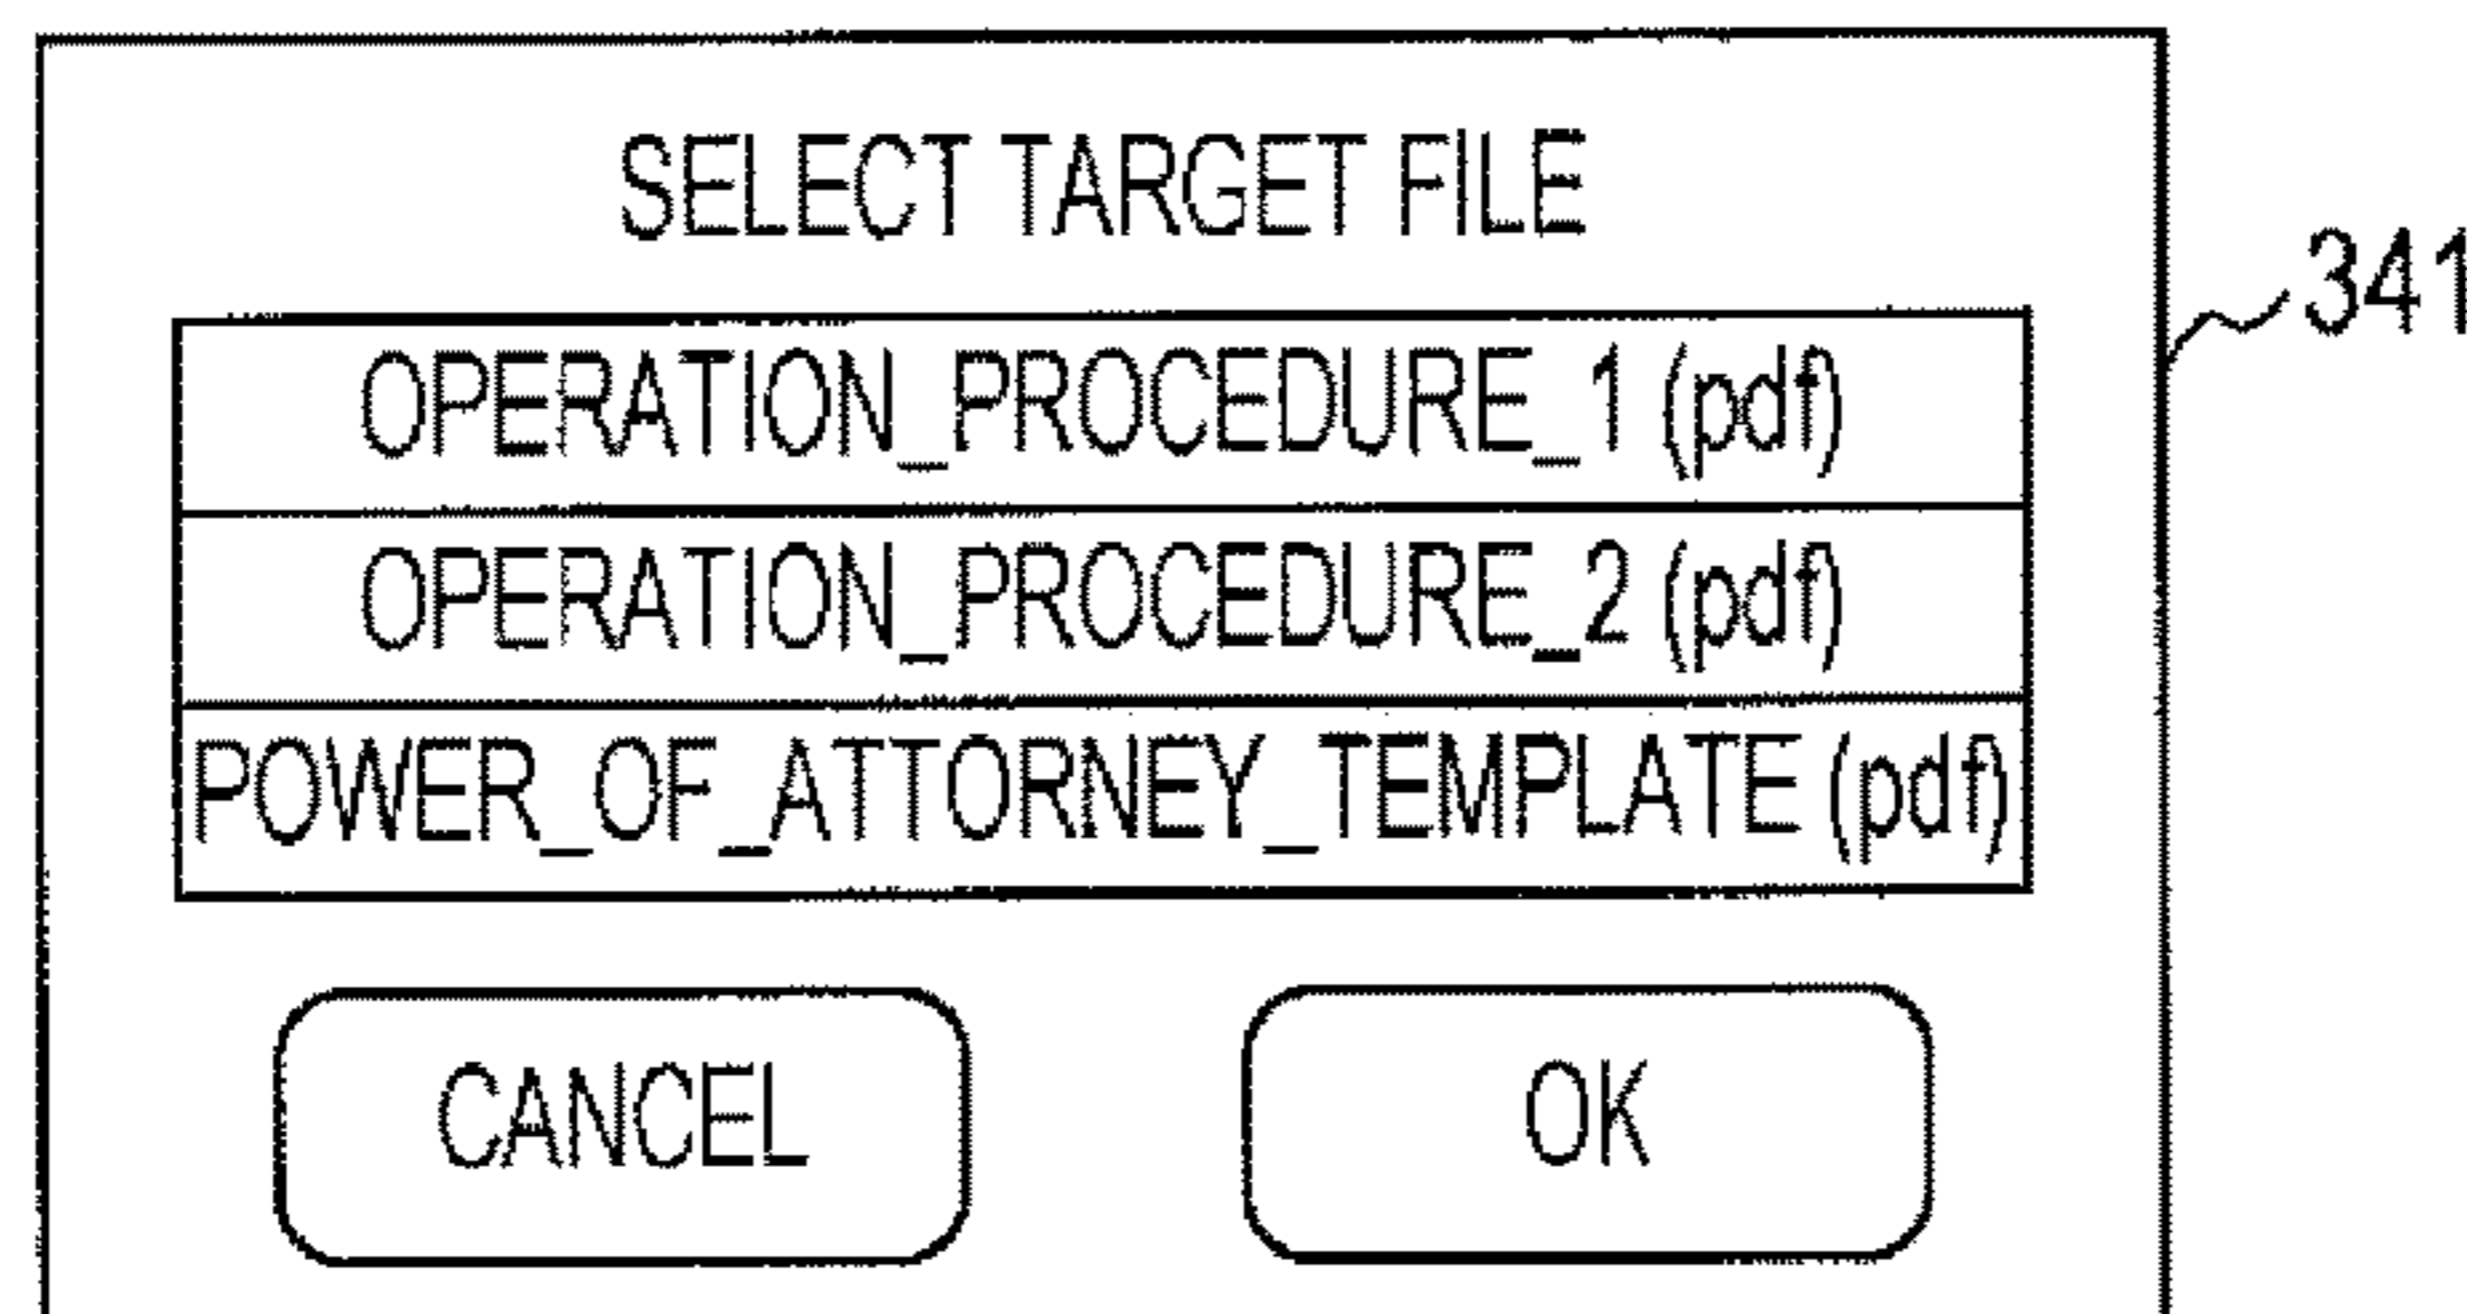 SELECT TARGET FILE
341
OPERATION_PROCEDURE_1 (pdf)
OPERATION_PROCEDURE_2 (pdf)
POWER_OF_ATTORNEY_TEMPLATE (pdf)
CANCEL OK